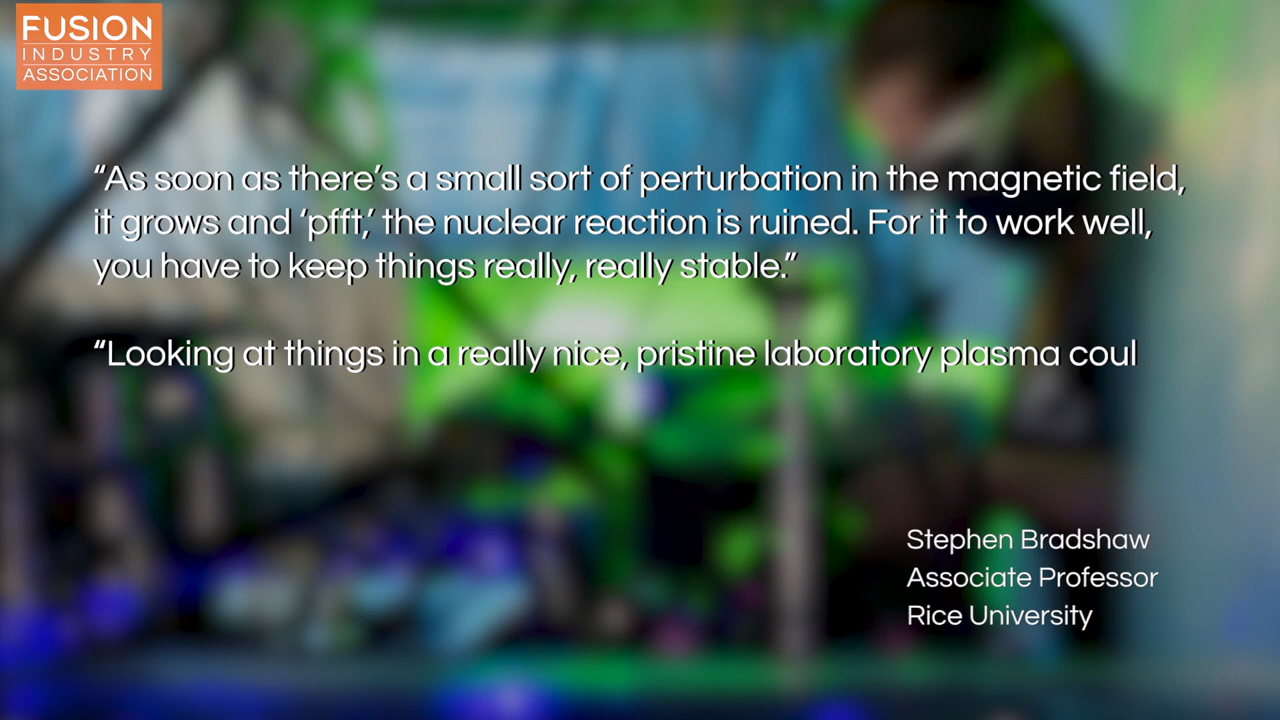 FUSION
INDUSTRY
ASSOCIATION
“As soon as there’s a small sort of perturbation in the magnetic field,
it grows and ‘pfft,’ the nuclear reaction is ruined. For it to work well,
you have to keep things really, really stable.”
“Looking at things in a really nice, pristine laboratory plasma coul
Stephen Bradshaw
Associate Professor
Rice University